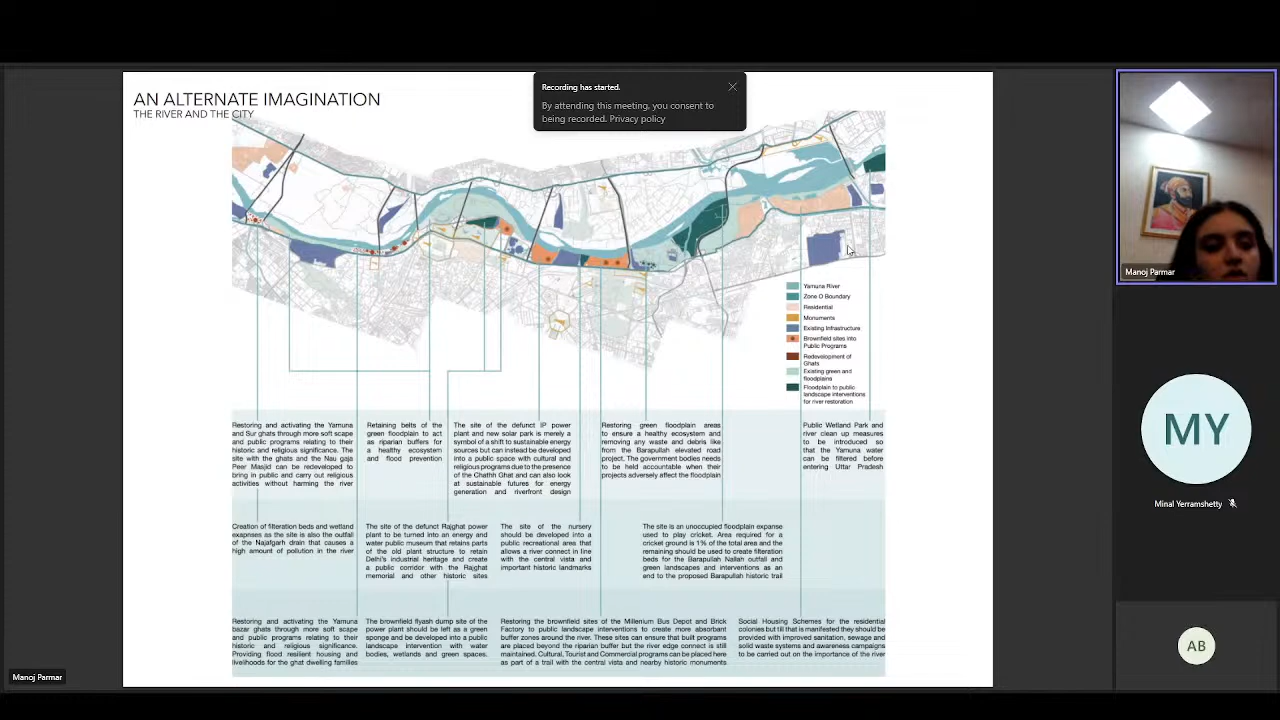 AN ALTERNATE IMAGINATION
THE RIVER AND THE CITY
Recording has started.
By attending this meeting, you consent to
being recorded. Privacy policy
Manoj Parmar
MY
Minal Yerramshetty
AB
Yamuna River
Zone O Boundary
Residential
Monuments
Existing Infrastructure
Brownfield sites into
Public Programs
Redevelopment of
Ghats
Existing green and
floodplains
Floodplain to public
landscape interventions
for river restoration
Restoring and activating the Yamuna
and Sur ghats through more soft scape
and public programs relating to their
historic and religious significance. The
site with the ghats and the Nau gaja
Peer Masjid can be redeveloped to
bring in public and carry out religious
activities without harming the river
Retaining belts of the
green floodplain to act
as riparian buffers for
a healthy ecosystem
and flood prevention
The site of the defunct IP power
plant and new solar park is merely a
symbol of a shift to sustainable energy
sources but can instead be developed
into a public space with cultural and
religious programs due to the presence
of the Chathh Ghat and can also look
at sustainable futures for energy
generation and riverfront design
Restoring green floodplain areas
to ensure a healthy ecosystem and
removing any waste and debris like
from the Barapullah elevated road
project. The government bodies needs
to be held accountable when their
projects adversely affect the floodplain
Public Wetland Park and
river clean up measures
to be introduced so
that the Yamuna water
can be filtered before
entering Uttar Pradesh
Creation of filteration beds and wetland
exapnses as the site is also the outfall
of the Najafgarh drain that causes a
high amount of pollution in the river
The site of the defunct Rajghat power
plant to be turned into an energy and
water public museum that retains parts
of the old plant structure to retain
Delhi's industrial heritage and create
a public corridor with the Rajghat
memorial and other historic sites
The site of the nursery
should be developed into a
public recreational area that
allows a river connect in line
with the central vista and
important historic landmarks
The site is an unoccupied floodplain expanse
used to play cricket. Area required for a
cricket ground is 1% of the total area and the
remaining should be used to create filteration
beds for the Barapullah Nallah outfall and
green landscapes and interventions as an
end to the proposed Barapullah historic trail
Restoring and activating the Yamuna
bazar ghats through more soft scape
and public programs relating to their
historic and religious significance.
Providing flood resilient housing and
livelihoods for the ghat dwelling families
The brownfield flyash dump site of the
power plant should be left as a green
sponge and be developed into a public
landscape intervention with water
bodies, wetlands and green spaces.
Restoring the brownfield sites of the Millenium Bus Depot and Brick
Factory to public landscape interventions to create more absorbant
buffer zones around the river. These sites can ensure that built programs
are placed beyond the riparian buffer but the river edge connect is still
maintained. Cultural, Tourist and Commercial programs can be placed here
as part of a trail with the central vista and nearby historic monuments
Social Housing Schemes for the residential
colonies but till that is manifested they should be
provided with improved sanitation, sewage and
solid waste systems and awareness campaigns
to be carried out on the importance of the river
Manoj Parmar